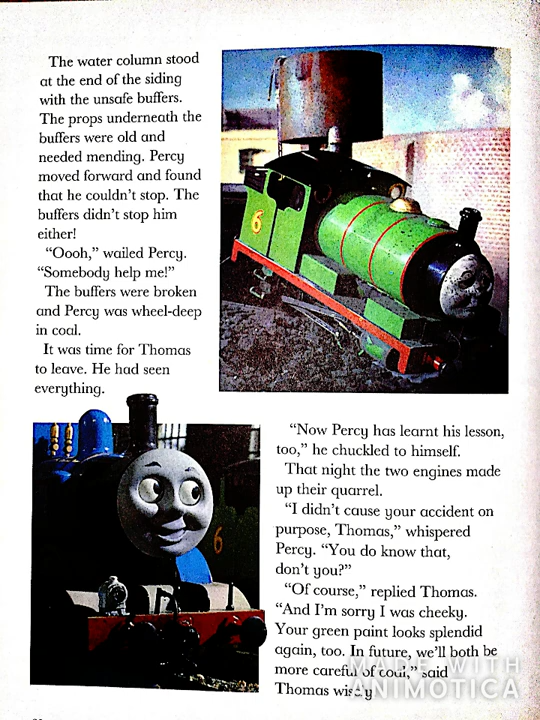 The water column stood
at the end of the siding
with the unsafe buffers.
The props underneath the
buffers were old and
needed mending. Percy
moved forward and found
that he couldn't stop. The
buffers didn't stop him
either!
"Oooh," wailed Percy.
"Somebody help me!"
The buffers were broken
and Percy was wheel-deep
in coal.
It was time for Thomas
to leave. He had seen
everything.
6
"Now Percy has learnt his lesson,
too," he chuckled to himself.
That night the two engines made
up their quarrel.
"I didn't cause your accident on
purpose, Thomas," whispered
Percy. "You do know that,
don't you?"
"Of course," replied Thomas.
"And I'm sorry I was cheeky.
Your green paint looks splendid
again, too. In future, we'll both be
more careful of coal," said
Thomas wisely
6
MADE WITH
ANIMOTICA